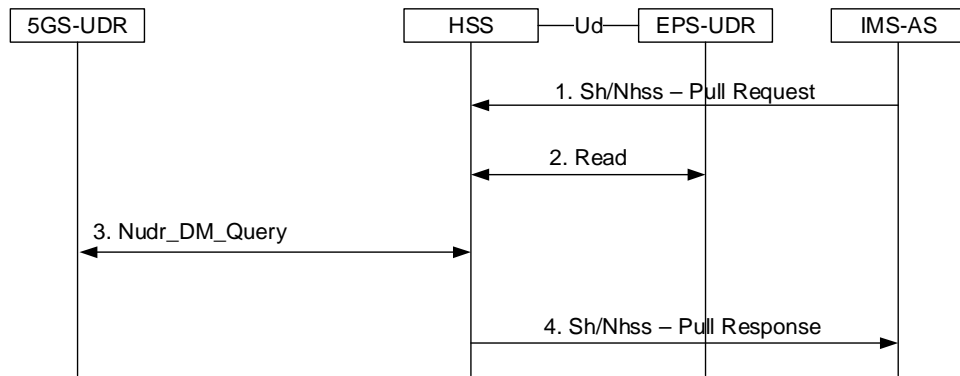 5GS-UDR
HSS
Ud
EPS-UDR
IMS-AS
1. Sh/Nhss – Pull Request
2. Read
3. Nudr_DM_Query
4. Sh/Nhss – Pull Response